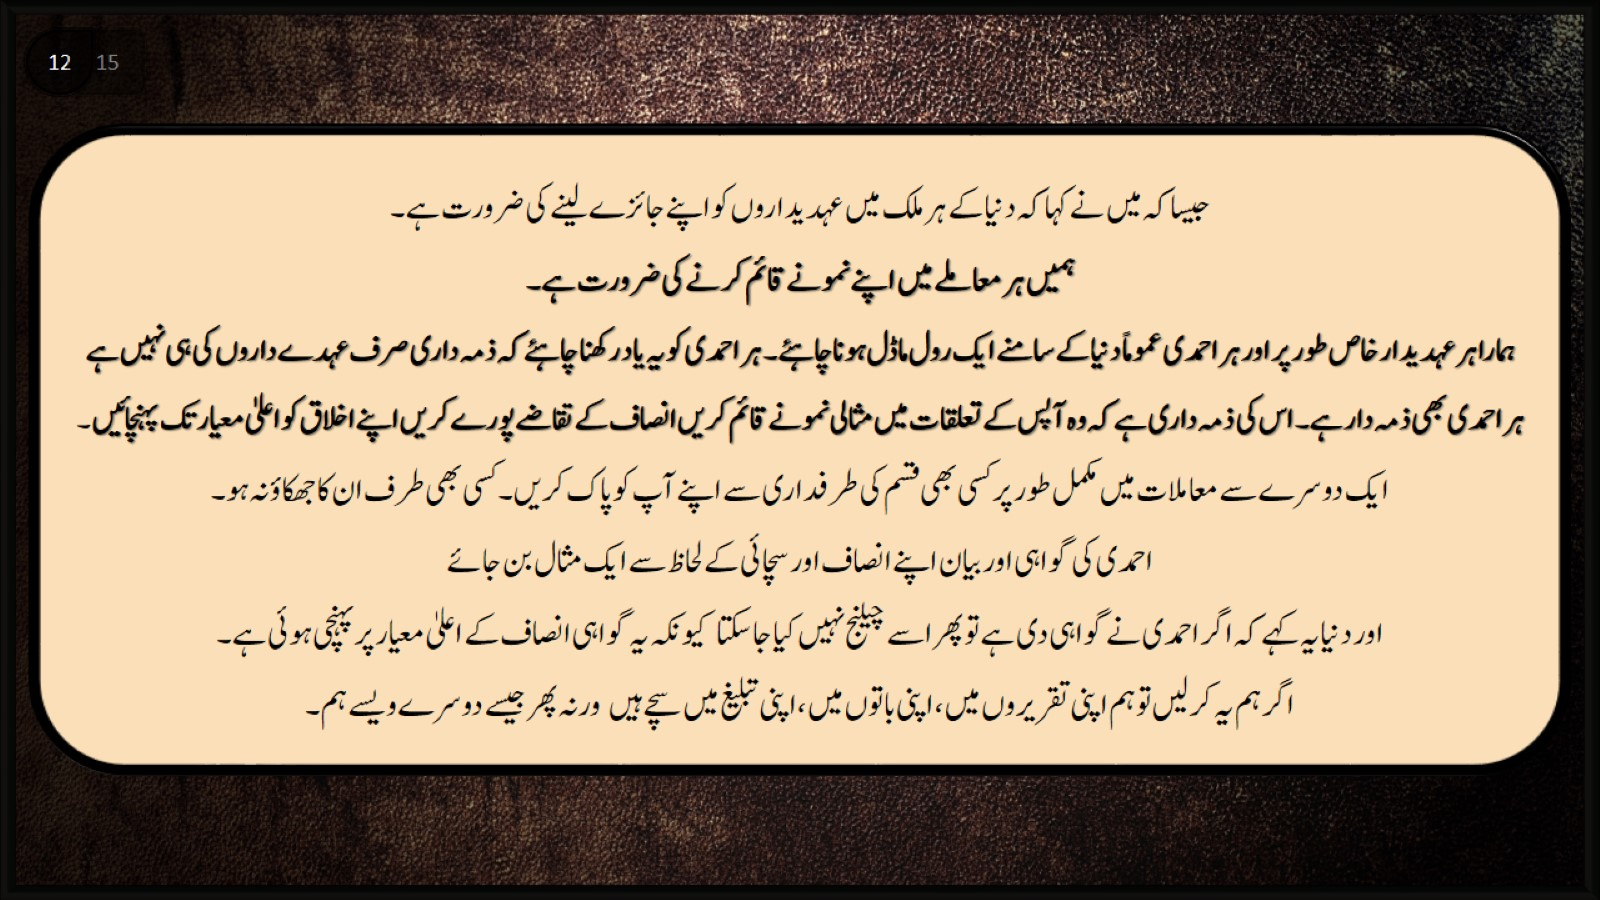 12 15
جیسا کہ میں نے کہا کہ دنیا کے ہر ملک میں عہدیداروں کو اپنے جائزے لینے کی ضرورت ہے۔
ہمیں ہر معاملے میں اپنے نمونے قائم کرنے کی ضرورت ہے۔
ہمارا ہر عہدیدار خاص طور پر اور ہر احمدی عموماً دنیا کے سامنے ایک رول ماڈل ہونا چاہئے۔ ہر احمدی کو یہ یاد رکھنا چاہئے کہ ذمہ داری صرف عہدے داروں کی ہی نہیں ہے
ہر احمدی بھی ذمہ دار ہے۔ اس کی ذمہ داری ہے کہ وہ آپس کے تعلقات میں مثالی نمونے قائم کریں انصاف کے تقاضے پورے کریں اپنے اخلاق کو اعلیٰ معیار تک پہنچائیں۔
ایک دوسرے سے معاملات میں مکمل طور پر کسی بھی قسم کی طرفداری سے اپنے آپ کو پاک کریں۔ کسی بھی طرف ان کا جھکاؤ نہ ہو۔
احمدی کی گواہی اور بیان اپنے انصاف اور سچائی کے لحاظ سے ایک مثال بن جائے
اور دنیا یہ کہے کہ اگر احمدی نے گواہی دی ہے تو پھر اسے چیلنج نہیں کیا جا سکتا کیونکہ یہ گواہی انصاف کے اعلیٰ معیار پر پہنچی ہوئی ہے۔
اگر ہم یہ کر لیں تو ہم اپنی تقریروں میں، اپنی باتوں میں، اپنی تبلیغ میں سچے ہیں ورنہ پھر جیسے دوسرے ویسے ہم۔